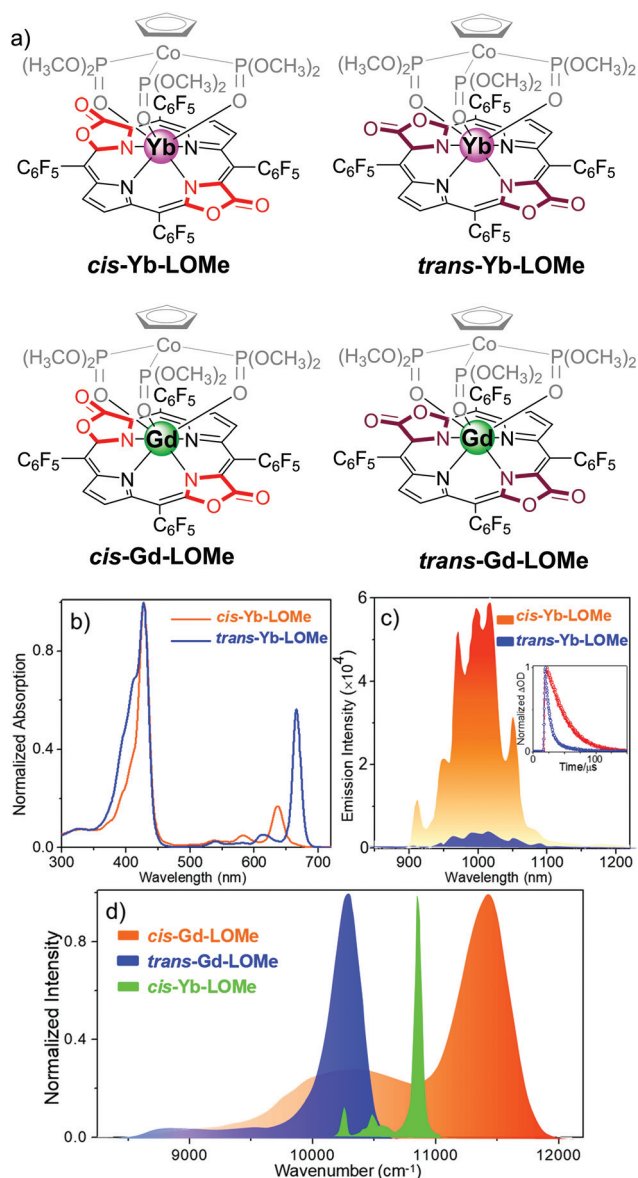 a)
Co
(H3CO)2P
P(OCH3)2
P(OCH3)2
O
O
O
C6F5
O
O
N
Yb
N
C6F5
C6F5
N
N
O
O
C6F5
cis-Yb-LOMe
Co
(H3CO)2P
P(OCH3)2
P(OCH3)2
O
O
O
C6F5
O
O
N
Yb
N
C6F5
C6F5
N
N
O
O
C6F5
trans-Yb-LOMe
Co
(H3CO)2P
P(OCH3)2
P(OCH3)2
O
O
O
C6F5
O
O
N
Gd
N
C6F5
C6F5
N
N
O
O
C6F5
cis-Gd-LOMe
Co
(H3CO)2P
P(OCH3)2
P(OCH3)2
O
O
O
C6F5
O
O
N
Gd
N
C6F5
C6F5
N
N
O
O
C6F5
trans-Gd-LOMe
b)
cis-Yb-LOMe
trans-Yb-LOMe
Normalized Absorption
0.8
0.4
0.0
300 400 500 600 700
Wavelength (nm)
c)
cis-Yb-LOMe
trans-Yb-LOMe
Emission Intensity (×10⁴)
6
4
2
0
900 1000 1100 1200
Wavelength (nm)
Normalized ΔOD
1
0
0 100
Time/μs
d)
cis-Gd-LOMe
trans-Gd-LOMe
cis-Yb-LOMe
Normalized Intensity
0.8
0.4
0.0
9000 10000 11000 12000
Wavenumber (cm⁻¹)